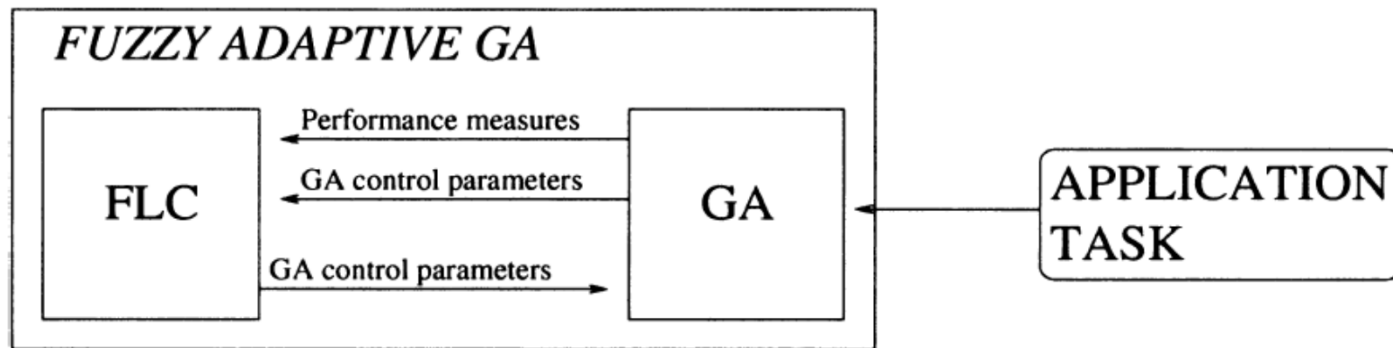 FUZZY ADAPTIVE GA
Performance measures
GA control parameters
FLC
GA
GA control parameters
APPLICATION
TASK